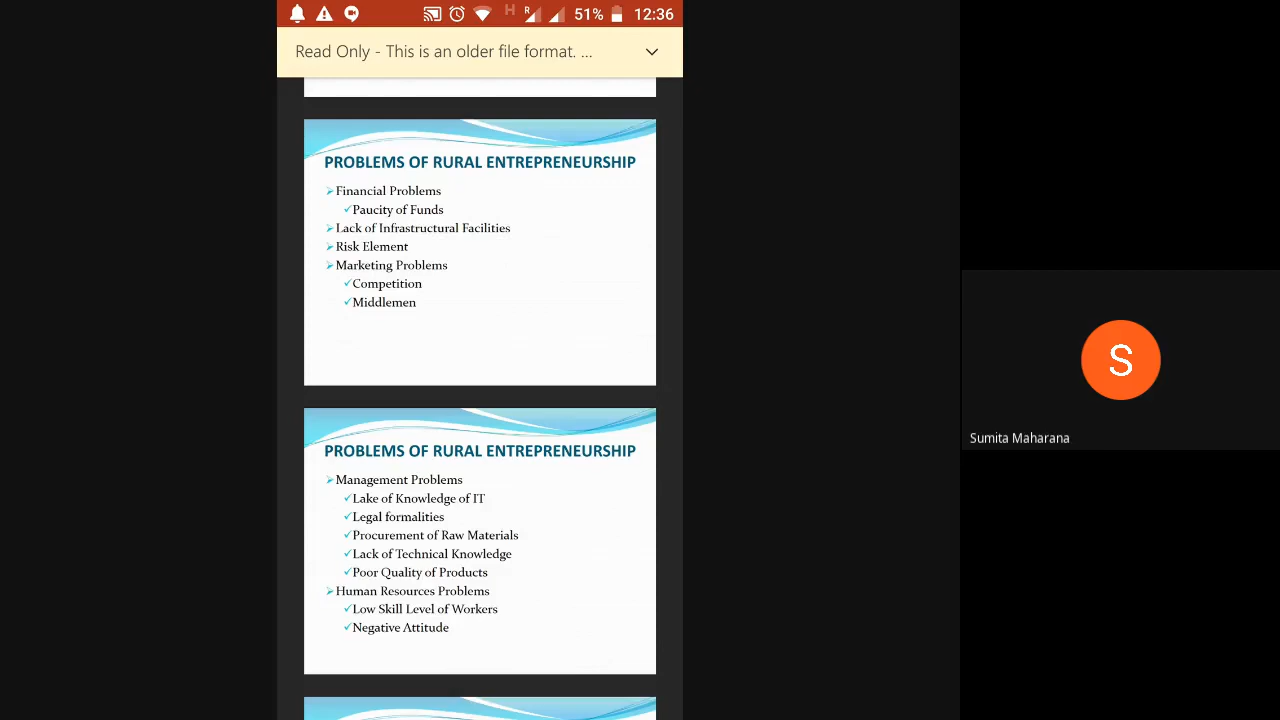 H R 51% 12:36
Read Only - This is an older file format. ...
PROBLEMS OF RURAL ENTREPRENEURSHIP
Financial Problems
Paucity of Funds
Lack of Infrastructural Facilities
Risk Element
Marketing Problems
Competition
Middlemen
PROBLEMS OF RURAL ENTREPRENEURSHIP
Management Problems
Lake of Knowledge of IT
Legal formalities
Procurement of Raw Materials
Lack of Technical Knowledge
Poor Quality of Products
Human Resources Problems
Low Skill Level of Workers
Negative Attitude
S
Sumita Maharana